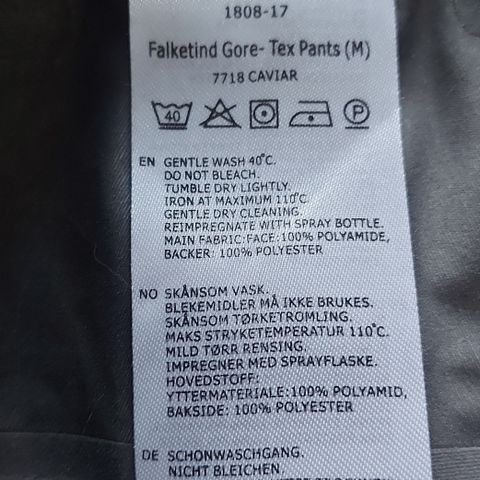 1808-17
Falketind Gore- Tex Pants (M)
7718 CAVIAR
40 P
EN GENTLE WASH 40°C.
DO NOT BLEACH.
TUMBLE DRY LIGHTLY.
IRON AT MAXIMUM 110°C.
GENTLE DRY CLEANING.
REIMPREGNATE WITH SPRAY BOTTLE.
MAIN FABRIC:FACE:100% POLYAMIDE,
BACKER: 100% POLYESTER
NO SKÅNSOM VASK.
BLEKEMIDLER MÅ IKKE BRUKES.
SKÅNSOM TØRKETROMLING.
MAKS STRYKETEMPERATUR 110°C.
MILD TØRR RENSING.
IMPREGNER MED SPRAYFLASKE.
HOVEDSTOFF:
YTTERMATERIALE:100% POLYAMID,
BAKSIDE: 100% POLYESTER
DE SCHONWASCHGANG.
NICHT BLEICHEN.